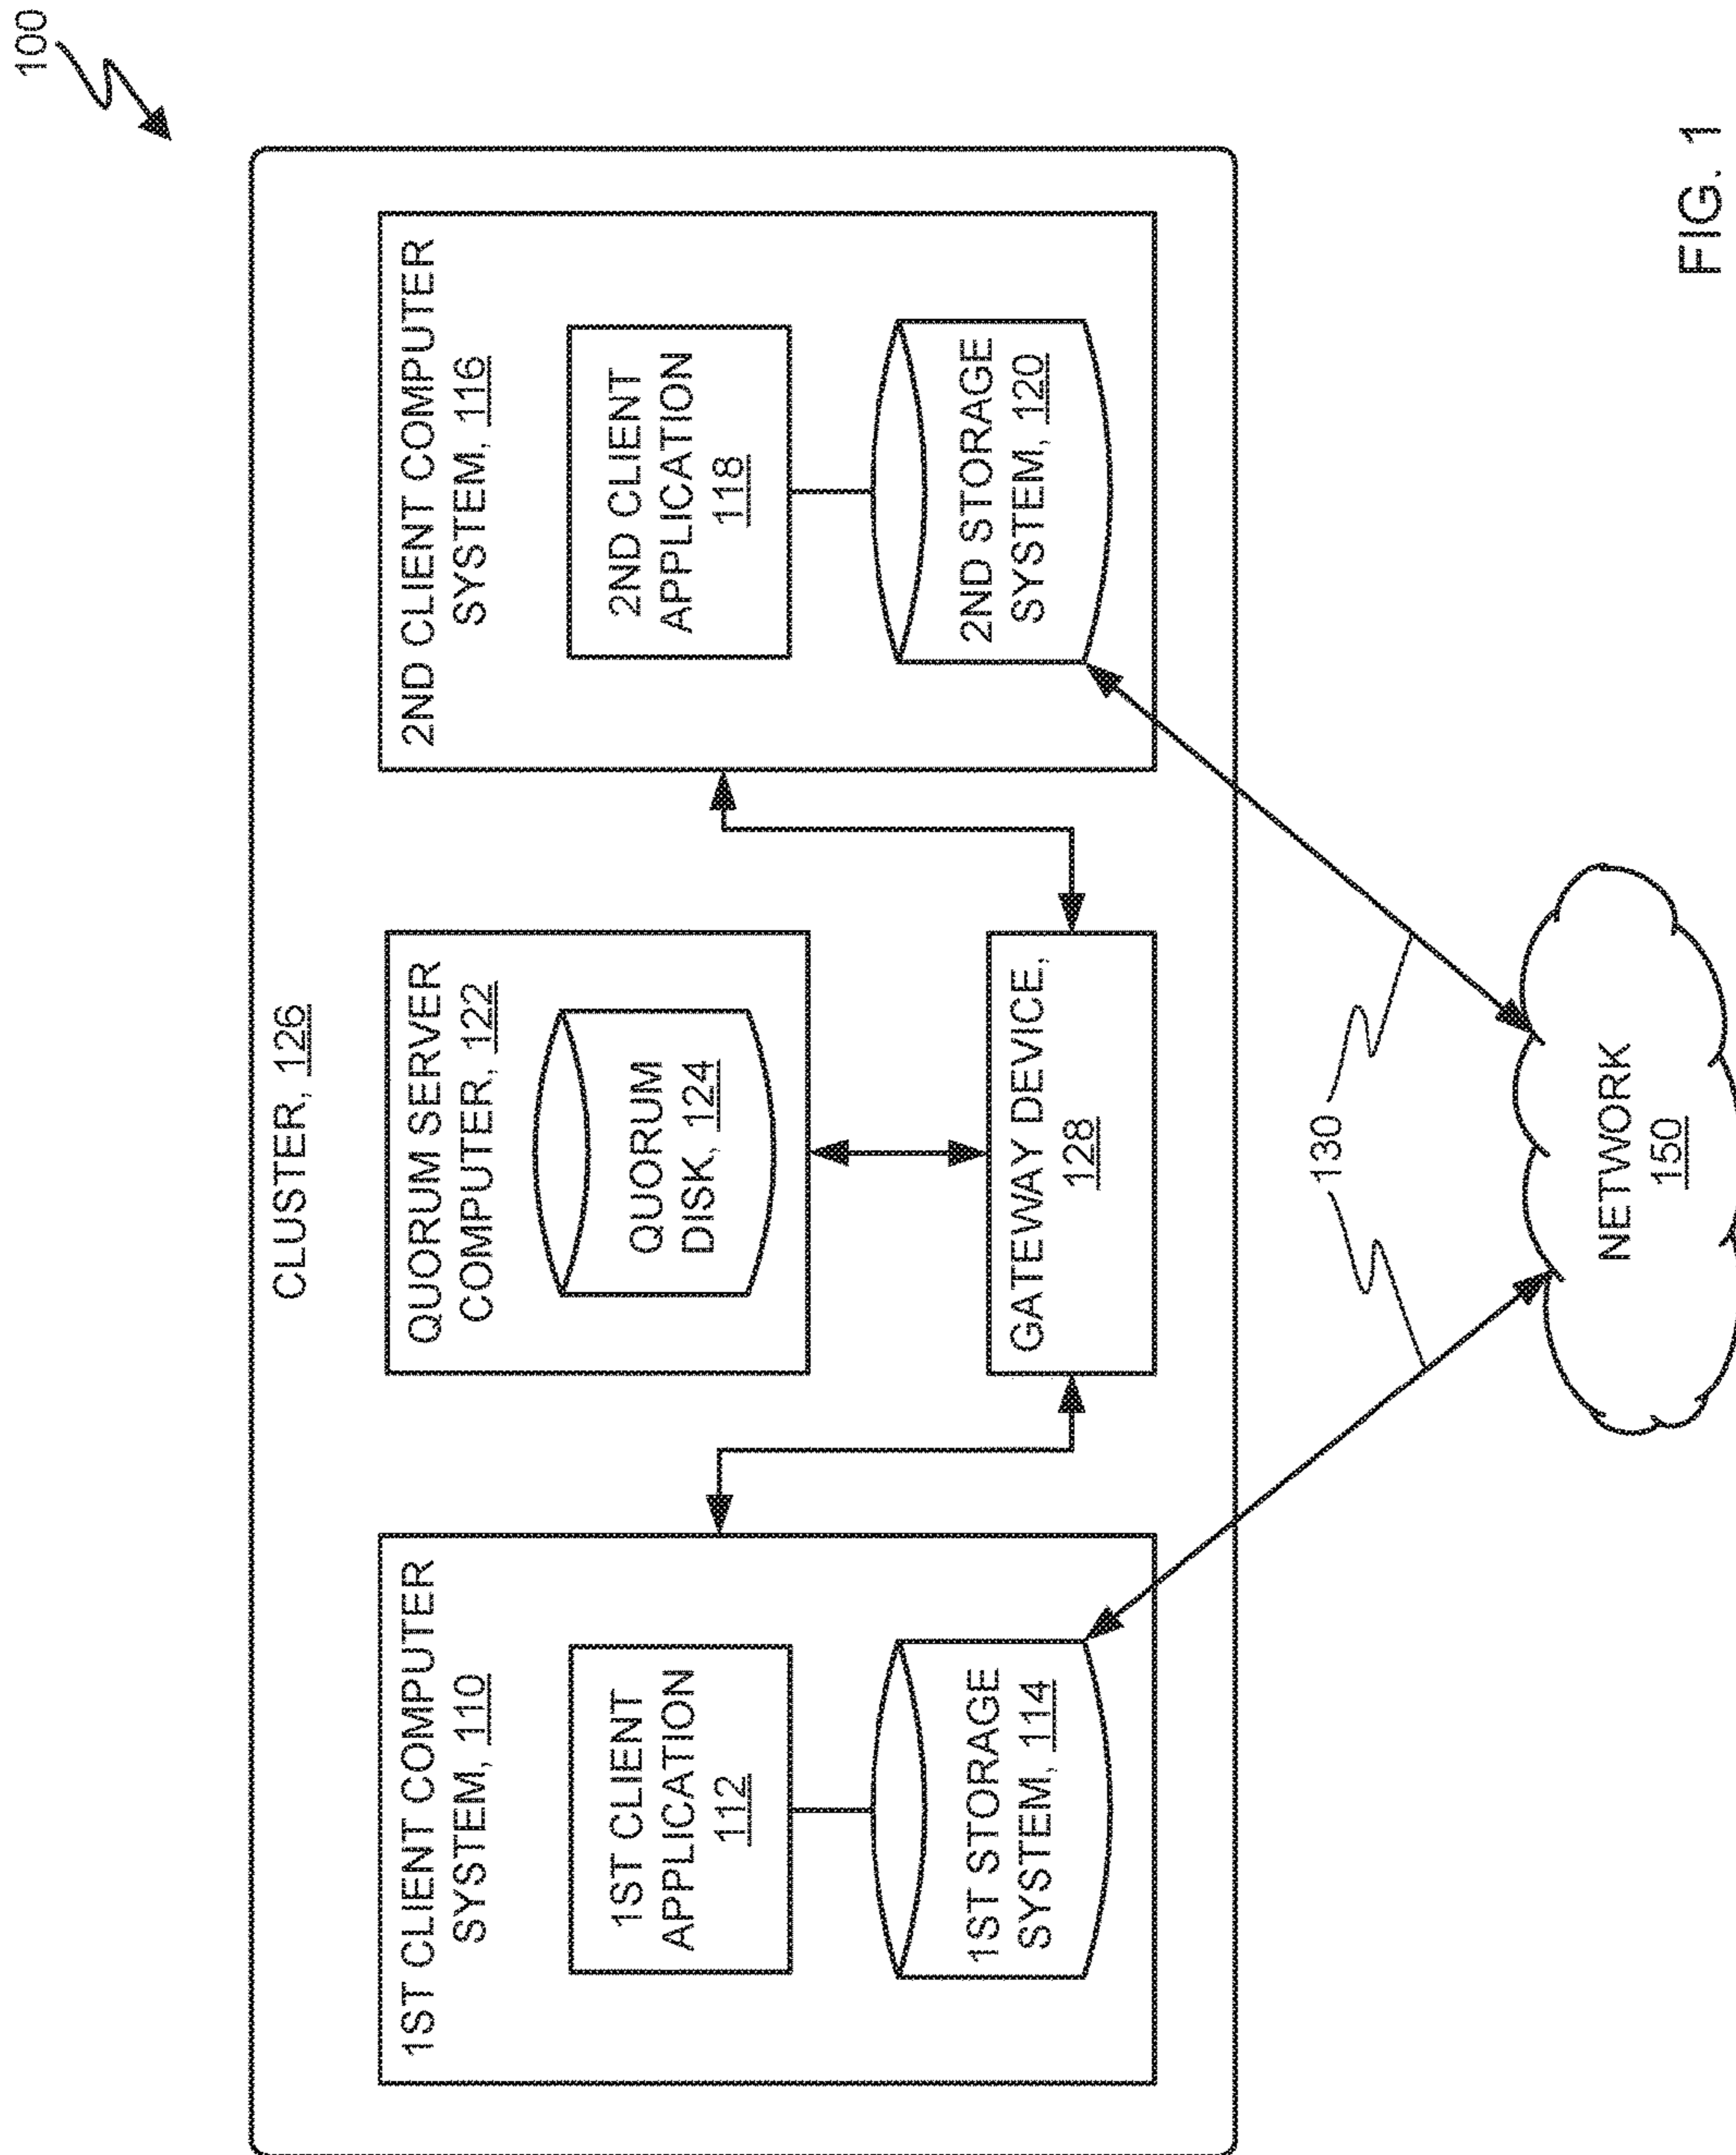 100
CLUSTER, 126
1ST CLIENT COMPUTER
SYSTEM, 110
1ST CLIENT
APPLICATION
112
1ST STORAGE
SYSTEM, 114
QUORUM SERVER
COMPUTER, 122
QUORUM
DISK, 124
GATEWAY DEVICE,
128
2ND CLIENT COMPUTER
SYSTEM, 116
2ND CLIENT
APPLICATION
118
2ND STORAGE
SYSTEM, 120
130
NETWORK
150
FIG. 1